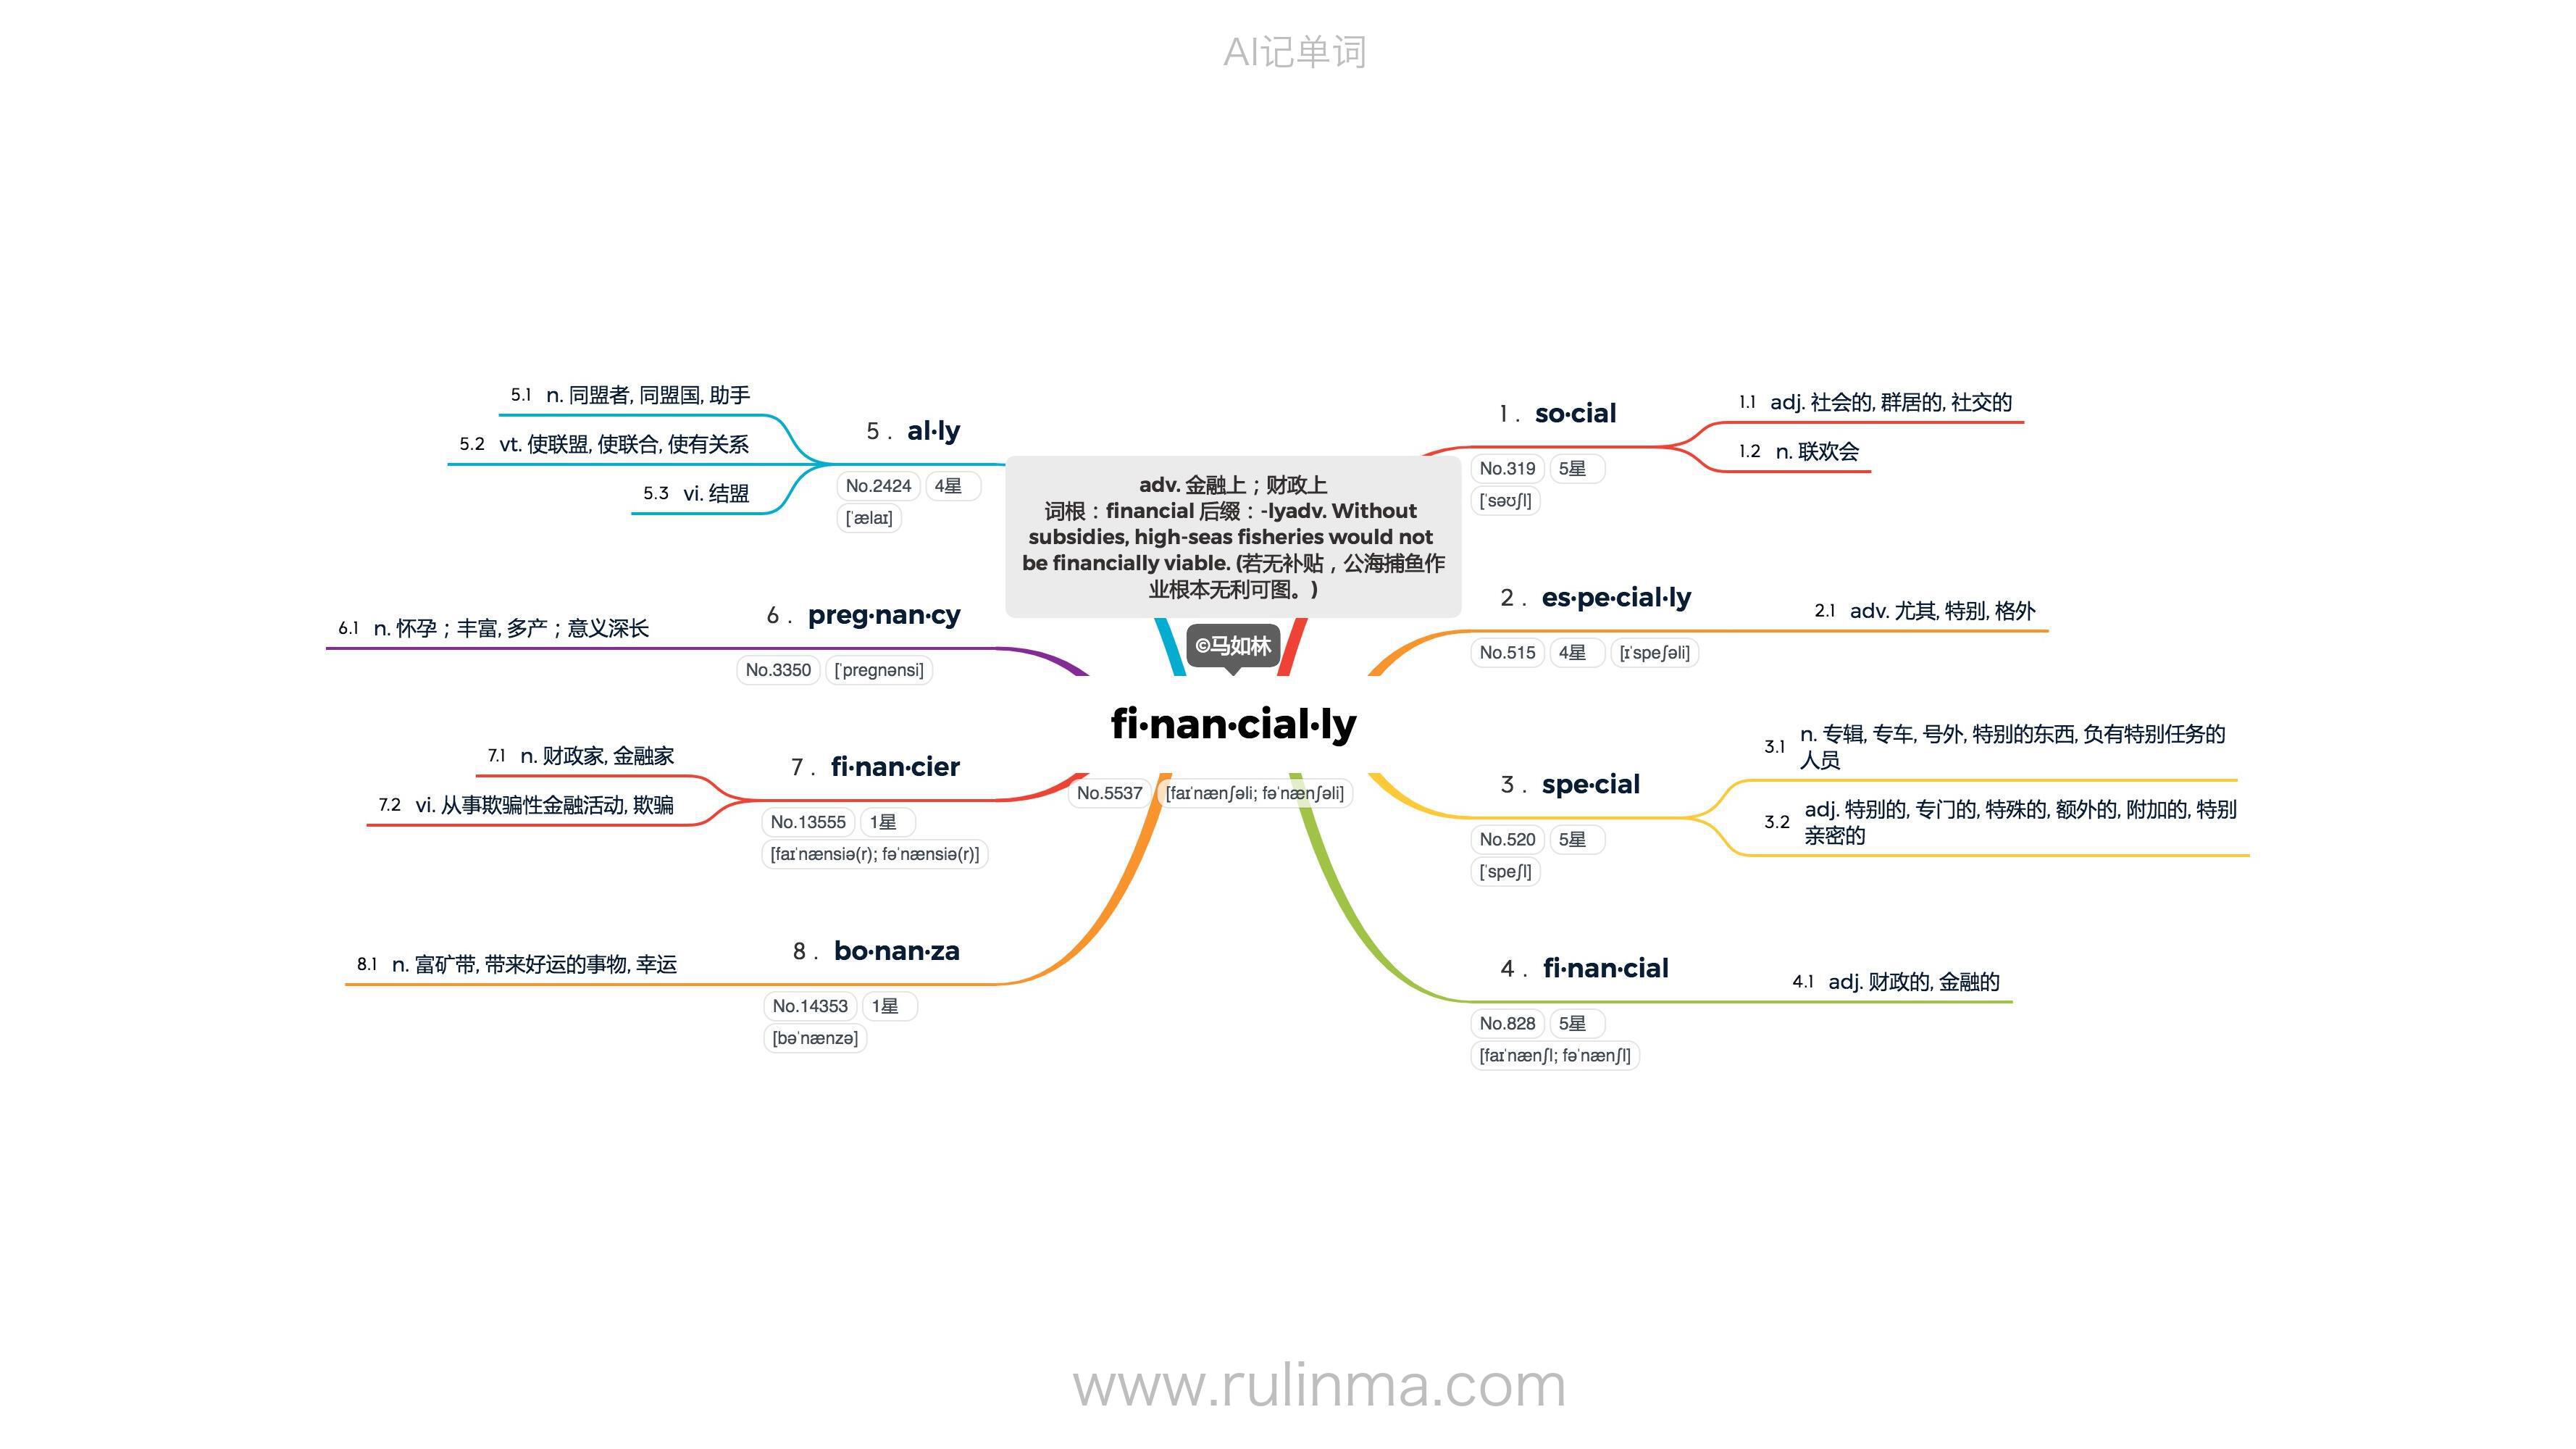 AI记单词
adv. 金融上；财政上
词根：financial 后缀：-lyadv. Without
subsidies, high-seas fisheries would not
be financially viable. (若无补贴，公海捕鱼作
业根本无利可图。)
©马如林
fi·nan·cial·ly
No.5537 [faɪˈnænʃəli; fəˈnænʃəli]
1. so·cial
No.319 5星
[ˈsəʊʃl]
1.1 adj. 社会的, 群居的, 社交的
1.2 n. 联欢会
2. es·pe·cial·ly
No.515 4星 [ɪˈspeʃəli]
2.1 adv. 尤其, 特别, 格外
3. spe·cial
No.520 5星
[ˈspeʃl]
3.1 n. 专辑, 专车, 号外, 特别的东西, 负有特别任务的
人员
3.2 adj. 特别的, 专门的, 特殊的, 额外的, 附加的, 特别
亲密的
4. fi·nan·cial
No.828 5星
[faɪˈnænʃl; fəˈnænʃl]
4.1 adj. 财政的, 金融的
5. al·ly
No.2424 4星
[ˈælaɪ]
5.1 n. 同盟者, 同盟国, 助手
5.2 vt. 使联盟, 使联合, 使有关系
5.3 vi. 结盟
6. preg·nan·cy
No.3350 [ˈpregnənsi]
6.1 n. 怀孕；丰富, 多产；意义深长
7. fi·nan·cier
No.13555 1星
[faɪˈnænsiə(r); fəˈnænsiə(r)]
7.1 n. 财政家, 金融家
7.2 vi. 从事欺骗性金融活动, 欺骗
8. bo·nan·za
No.14353 1星
[bəˈnænzə]
8.1 n. 富矿带, 带来好运的事物, 幸运
www.rulinma.com